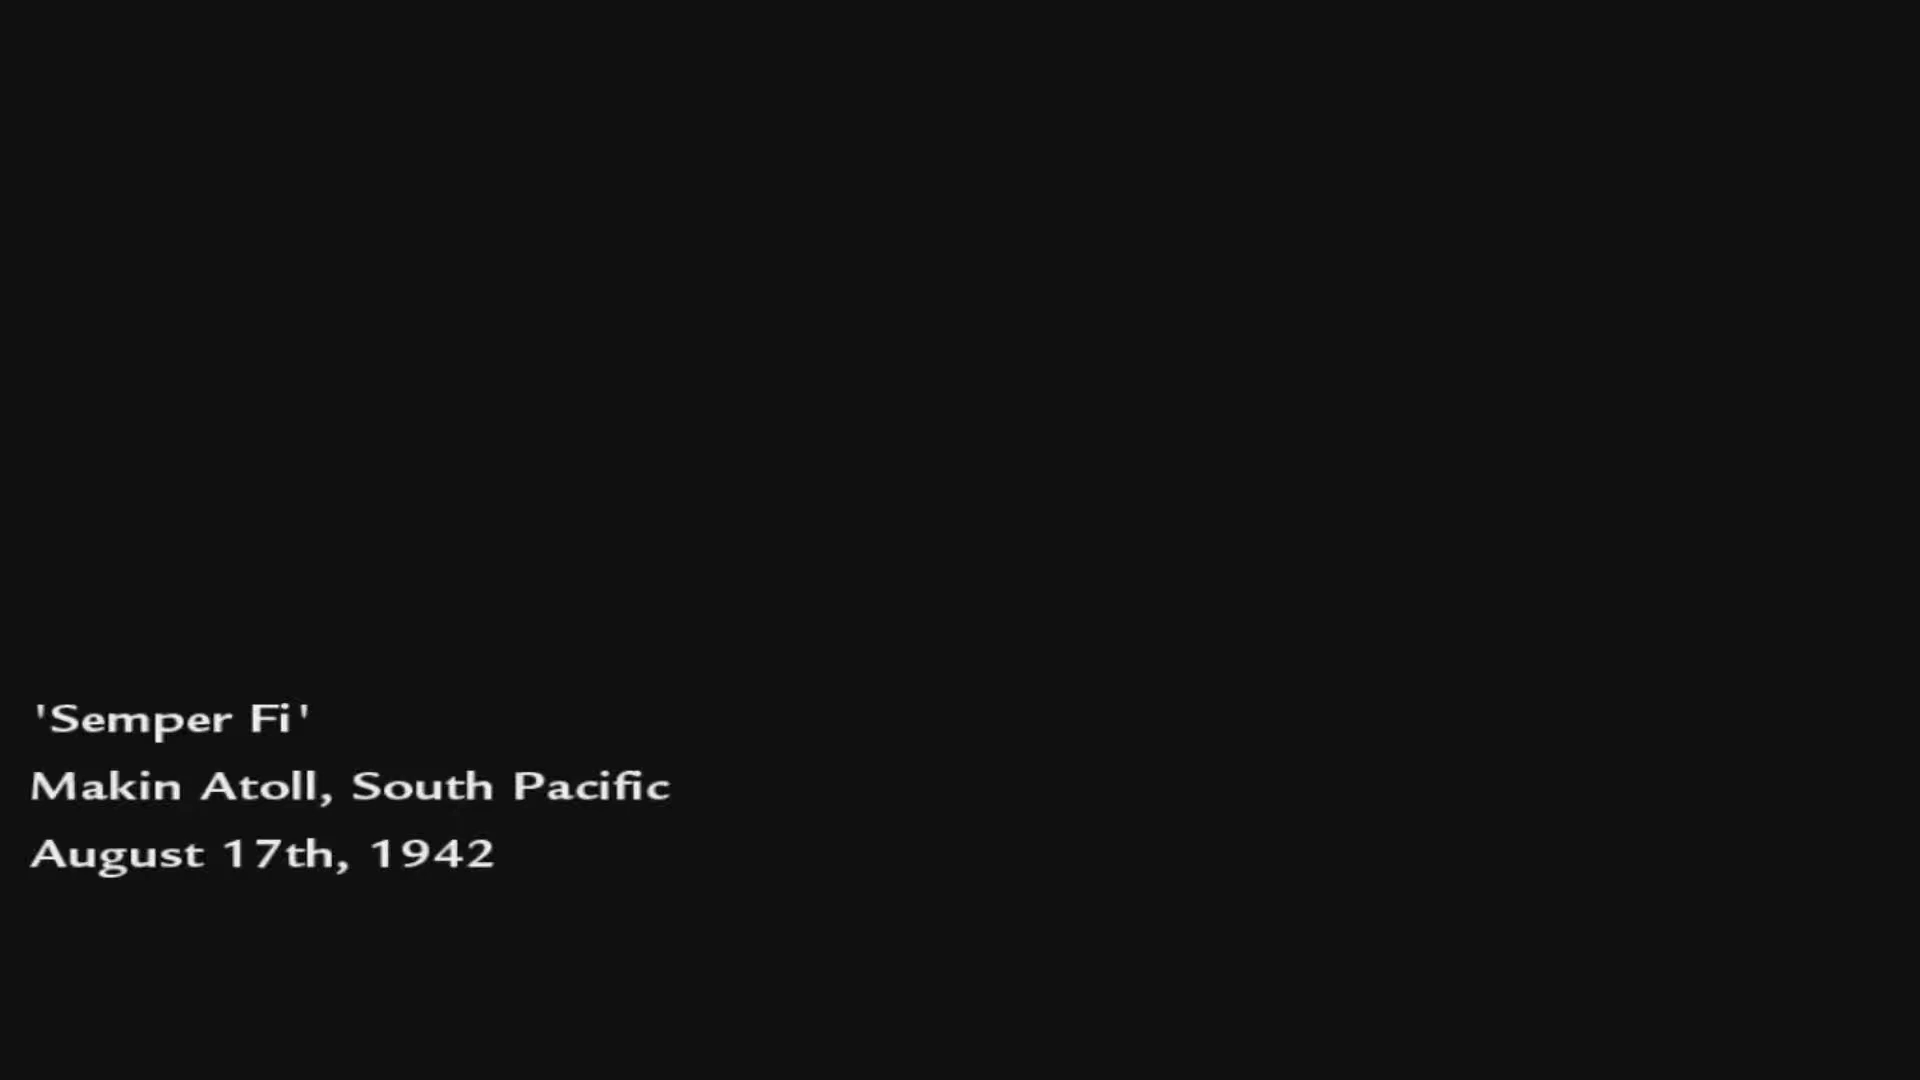 'Semper Fi'
Makin Atoll, South Pacific
August 17th, 1942